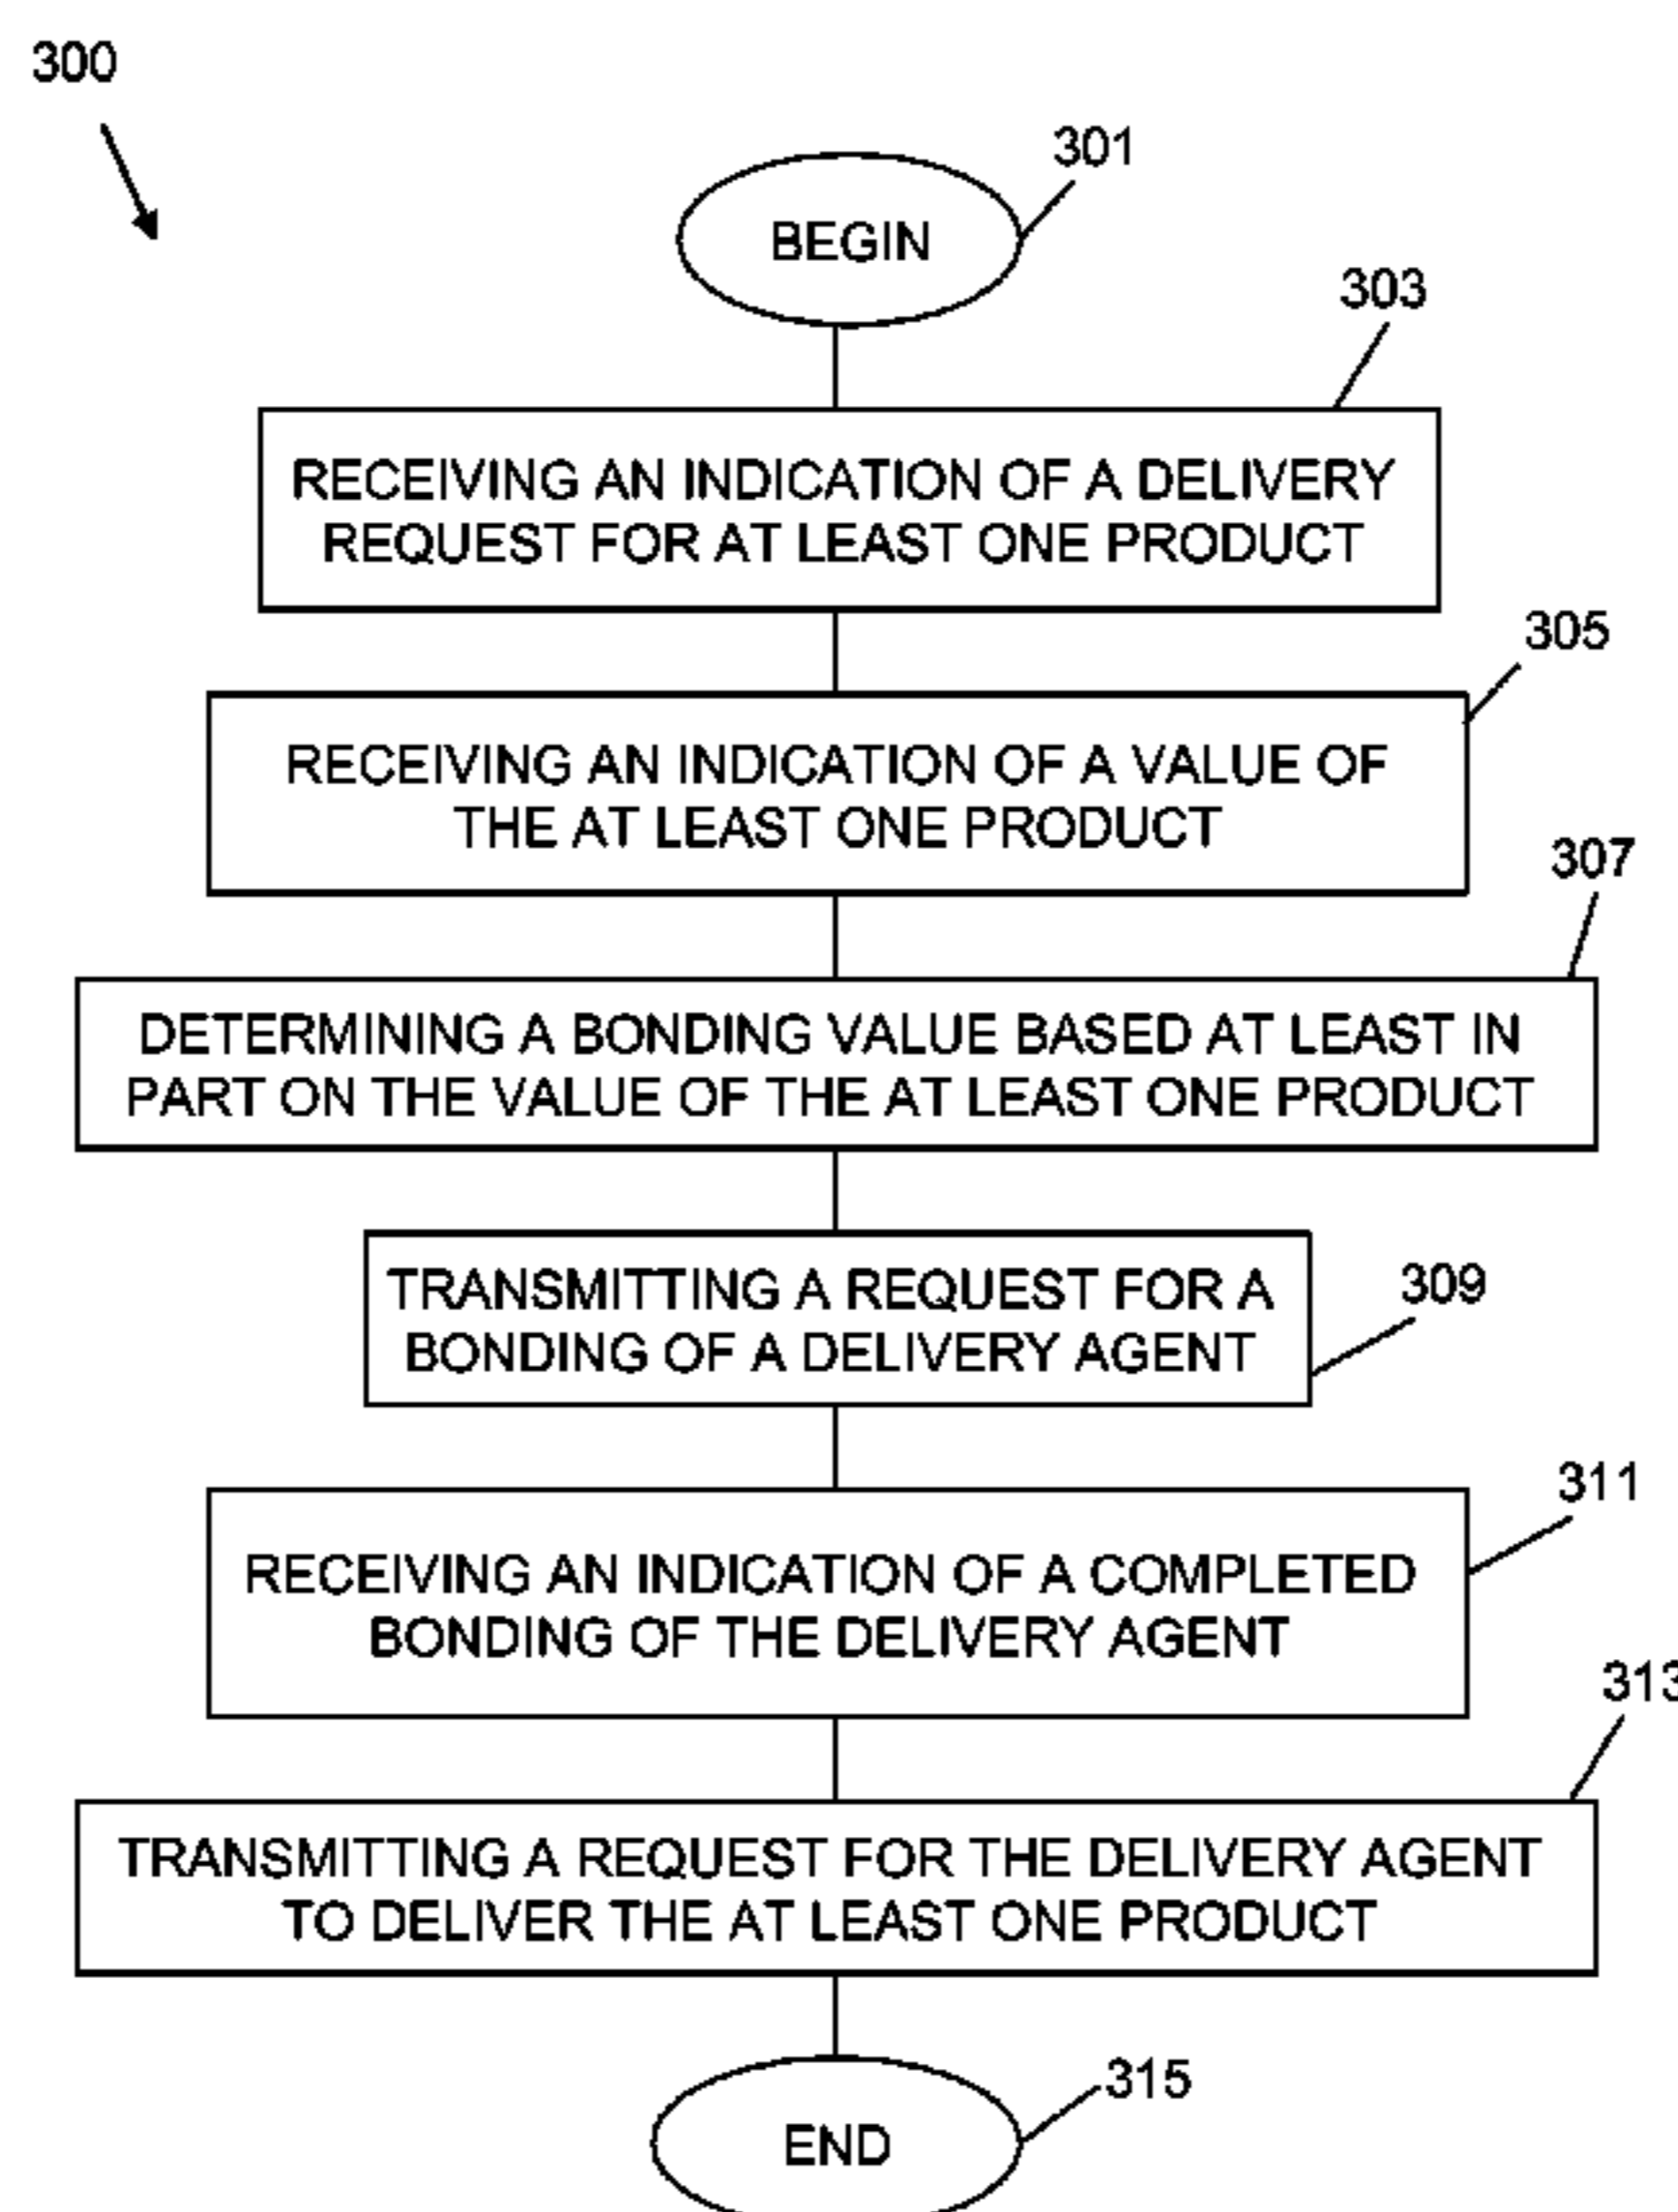 300
301
BEGIN
303
RECEIVING AN INDICATION OF A DELIVERY
REQUEST FOR AT LEAST ONE PRODUCT
305
RECEIVING AN INDICATION OF A VALUE OF
THE AT LEAST ONE PRODUCT
307
DETERMINING A BONDING VALUE BASED AT LEAST IN
PART ON THE VALUE OF THE AT LEAST ONE PRODUCT
309
TRANSMITTING A REQUEST FOR A
BONDING OF A DELIVERY AGENT
311
RECEIVING AN INDICATION OF A COMPLETED
BONDING OF THE DELIVERY AGENT
313
TRANSMITTING A REQUEST FOR THE DELIVERY AGENT
TO DELIVER THE AT LEAST ONE PRODUCT
315
END